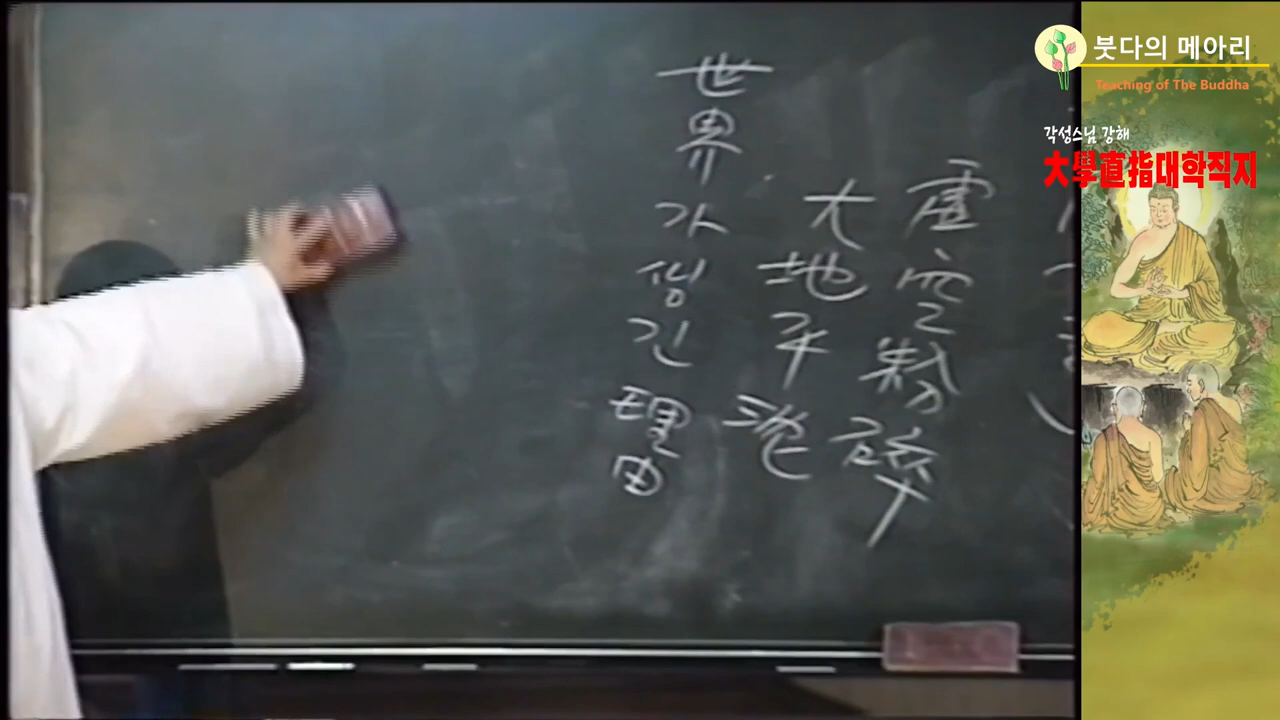 붓다의 메아리
Teaching of The Buddha
각성스님 강해
大學直指대학직지
虛空粉碎
大地平沈
世界가 생긴 理由